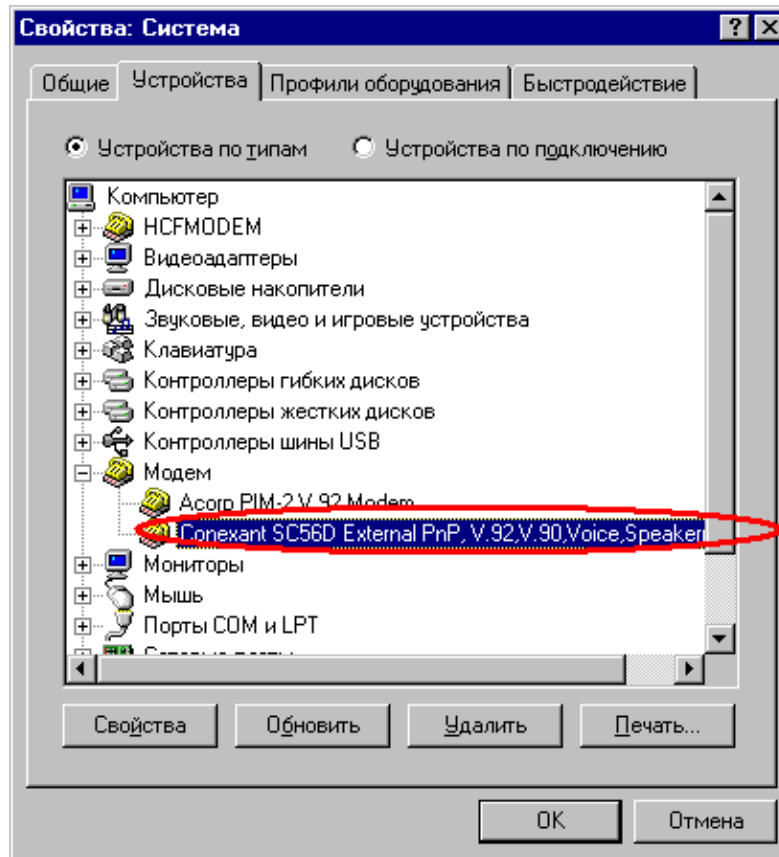 Свойства: Система
Общие Устройства Профили оборудования Быстродействие
Устройства по типам Устройства по подключению
Компьютер
HCFMODEM
Видеоадаптеры
Дисковые накопители
Звуковые, видео и игровые устройства
Клавиатура
Контроллеры гибких дисков
Контроллеры жестких дисков
Контроллеры шины USB
Модем
Acorp PIM-2 V.92 Modem
Conexant SC56D External PnP, V.92,V.90,Voice,Speaker
Мониторы
Мышь
Порты COM и LPT
Свойства Обновить Удалить Печать...
OK Отмена